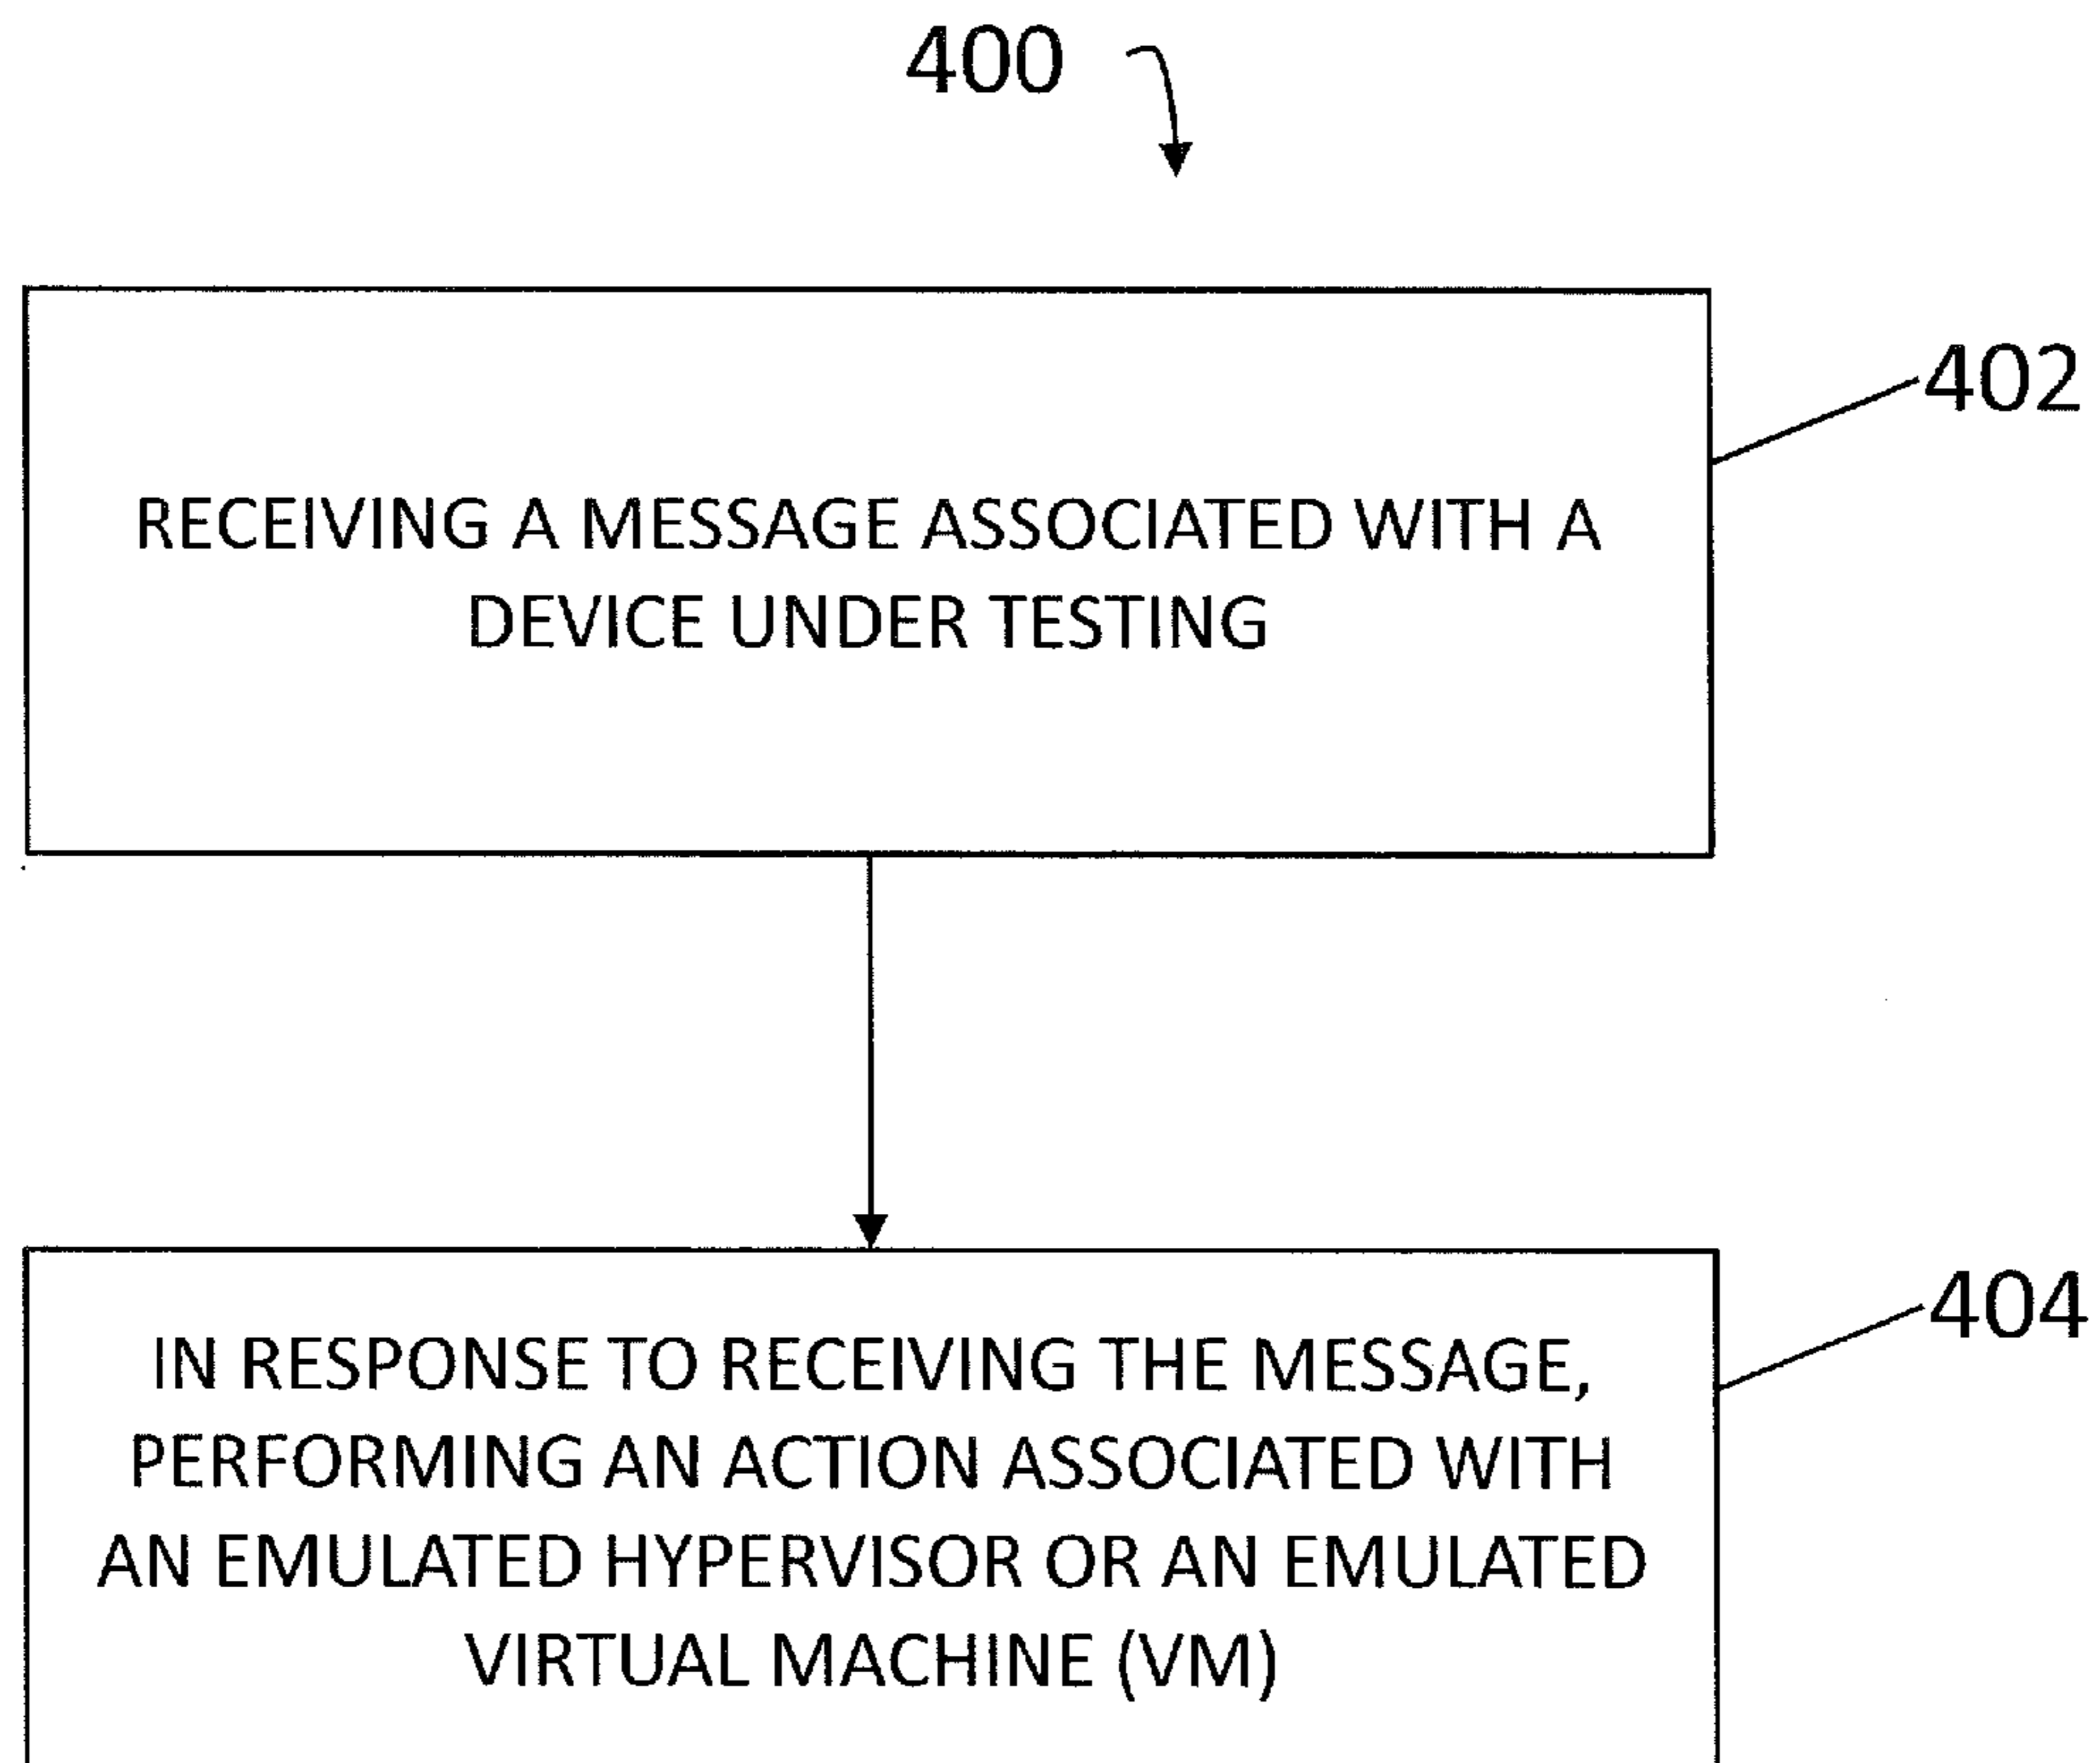 400
402
RECEIVING A MESSAGE ASSOCIATED WITH A
DEVICE UNDER TESTING
404
IN RESPONSE TO RECEIVING THE MESSAGE,
PERFORMING AN ACTION ASSOCIATED WITH
AN EMULATED HYPERVISOR OR AN EMULATED
VIRTUAL MACHINE (VM)